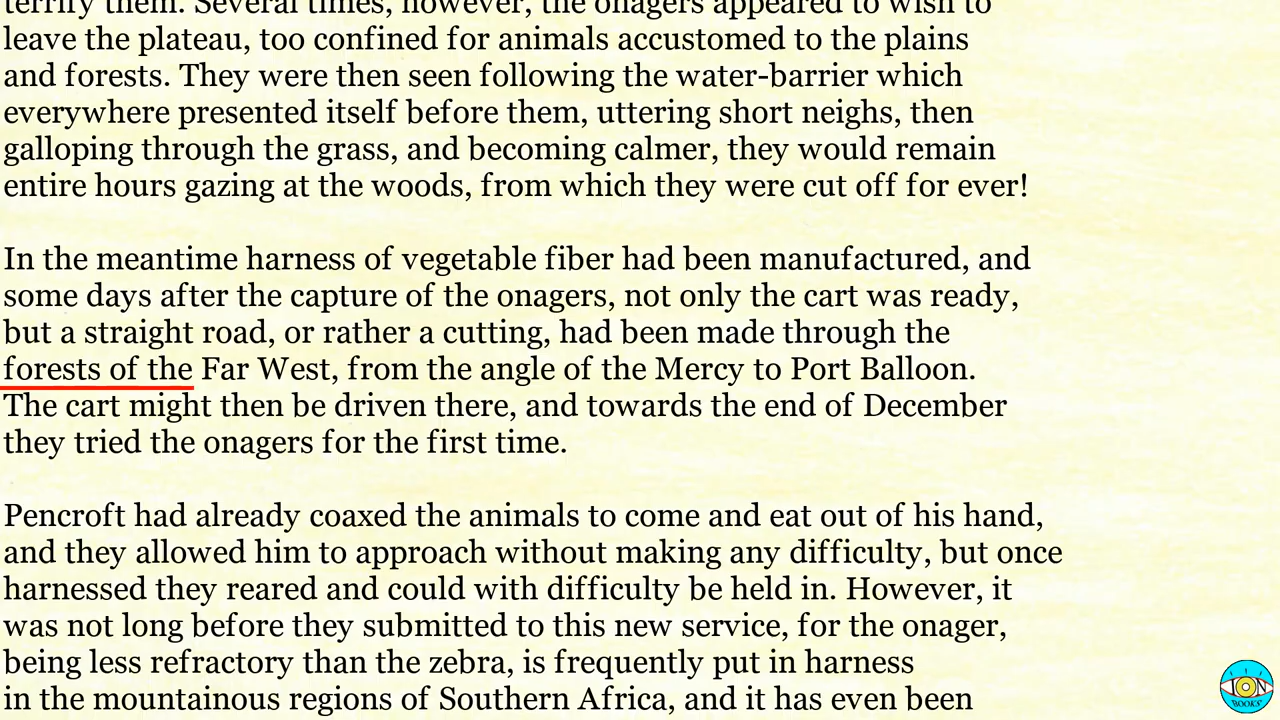 terrify them. Several times, however, the onagers appeared to wish to
leave the plateau, too confined for animals accustomed to the plains
and forests. They were then seen following the water-barrier which
everywhere presented itself before them, uttering short neighs, then
galloping through the grass, and becoming calmer, they would remain
entire hours gazing at the woods, from which they were cut off for ever!
In the meantime harness of vegetable fiber had been manufactured, and
some days after the capture of the onagers, not only the cart was ready,
but a straight road, or rather a cutting, had been made through the
forests of the Far West, from the angle of the Mercy to Port Balloon.
The cart might then be driven there, and towards the end of December
they tried the onagers for the first time.
Pencroft had already coaxed the animals to come and eat out of his hand,
and they allowed him to approach without making any difficulty, but once
harnessed they reared and could with difficulty be held in. However, it
was not long before they submitted to this new service, for the onager,
being less refractory than the zebra, is frequently put in harness
in the mountainous regions of Southern Africa, and it has even been
ION
BOOKS